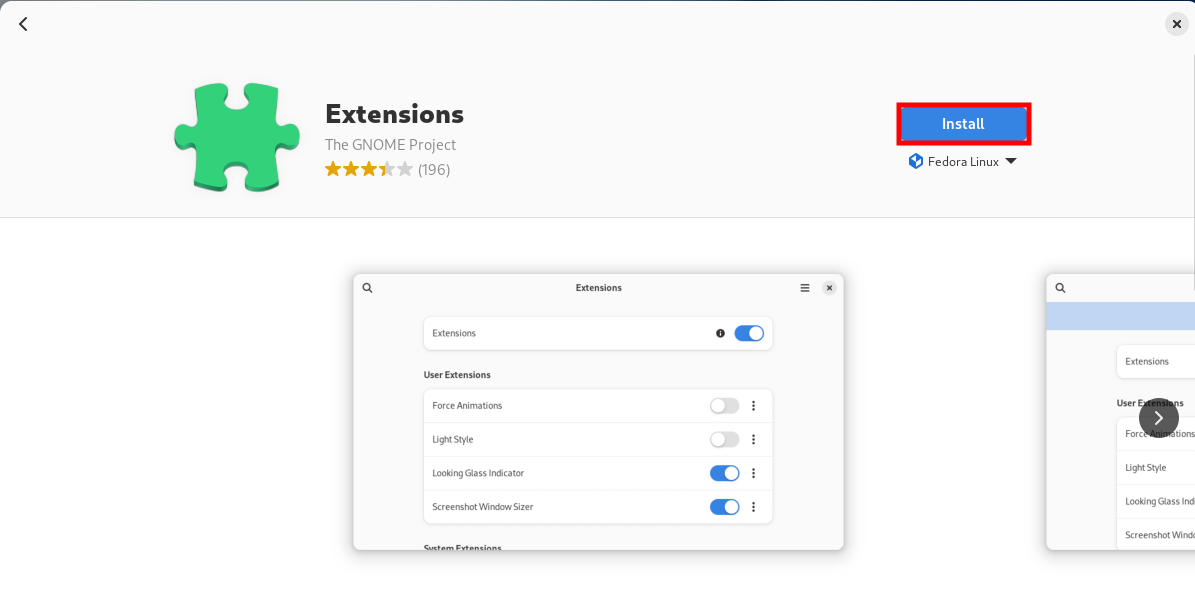 Extensions
The GNOME Project
(196)
Install
Fedora Linux
Extensions
Extensions
User Extensions
Force Animations
Light Style
Looking Glass Indicator
Screenshot Window Sizer
System Extensions
Extensions
User Extensions
Force Animations
Light Style
Looking Glass Indi
Screenshot Windo